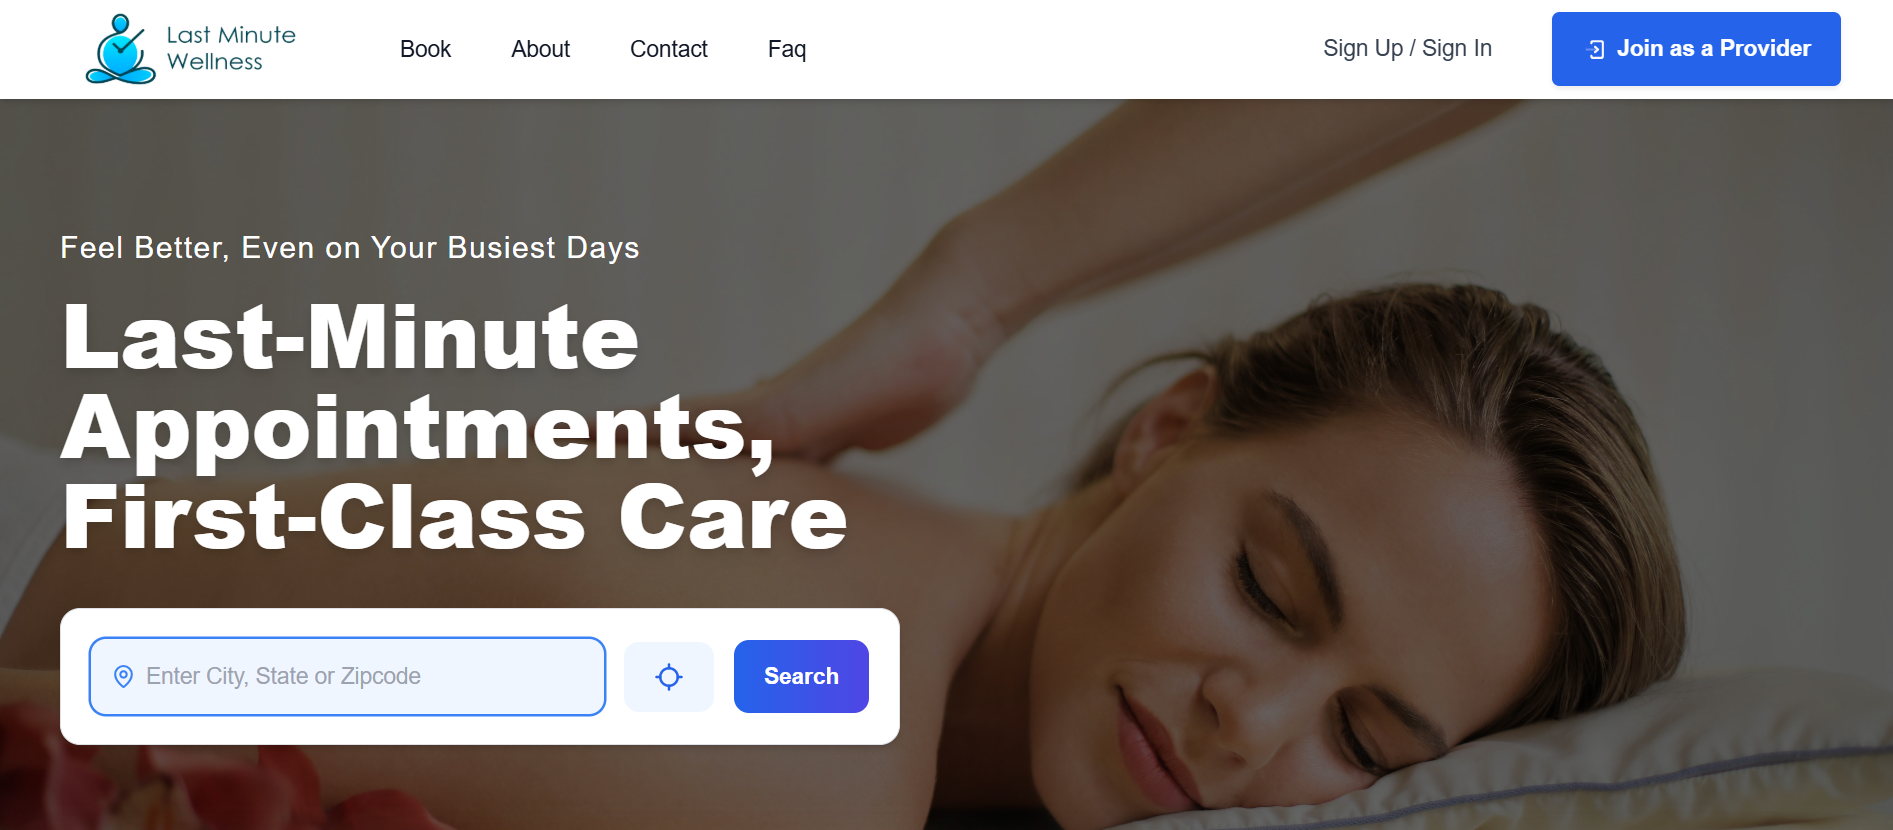 Last Minute
Wellness
Book
About
Contact
Faq
Sign Up / Sign In
Join as a Provider
Feel Better, Even on Your Busiest Days
Last-Minute
Appointments,
First-Class Care
Enter City, State or Zipcode
Search